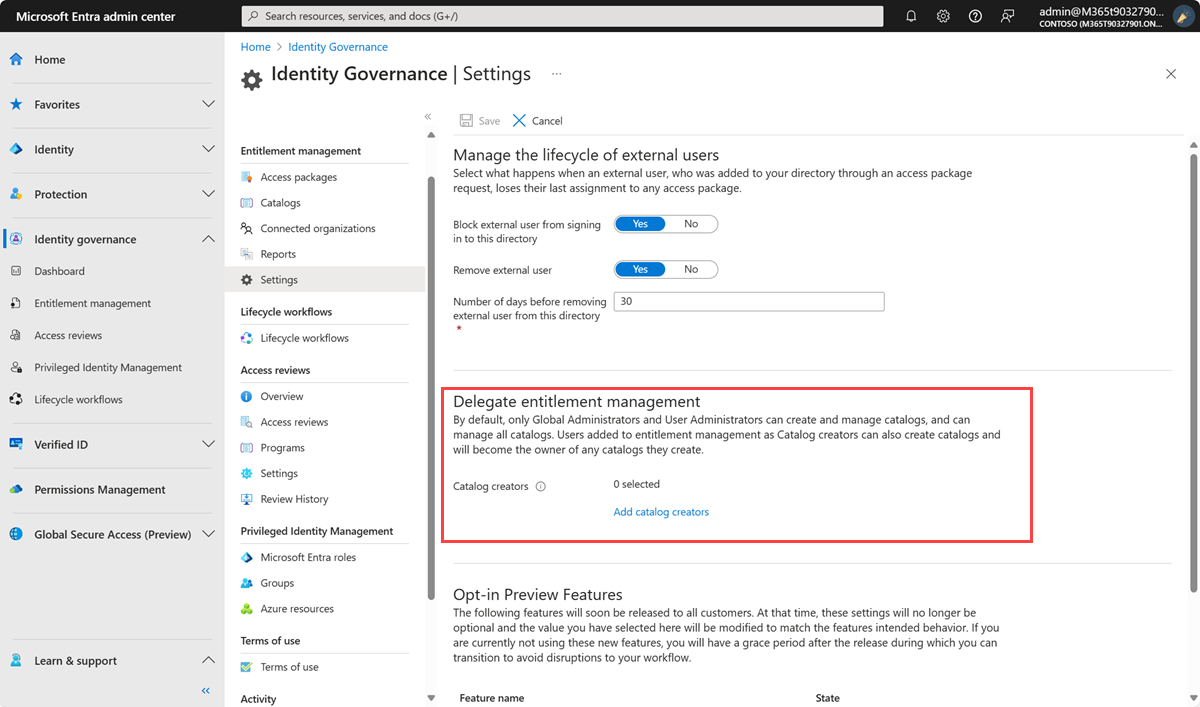 Microsoft Entra admin center
Search resources, services, and docs (G+/)
admin@M365T9032790...
CONTOSO (M365T90327901.ON...
Home
Favorites
Identity
Protection
Identity governance
Dashboard
Entitlement management
Access reviews
Privileged Identity Management
Lifecycle workflows
Verified ID
Permissions Management
Global Secure Access (Preview)
Learn & support
Home > Identity Governance
Identity Governance | Settings ...
Entitlement management
Access packages
Catalogs
Connected organizations
Reports
Settings
Lifecycle workflows
Lifecycle workflows
Access reviews
Overview
Access reviews
Programs
Settings
Review History
Privileged Identity Management
Microsoft Entra roles
Groups
Azure resources
Terms of use
Terms of use
Activity
Save Cancel
Manage the lifecycle of external users
Select what happens when an external user, who was added to your directory through an access package
request, loses their last assignment to any access package.
Block external user from signing
in to this directory
Yes No
Remove external user
Yes No
Number of days before removing
external user from this directory
*
30
Delegate entitlement management
By default, only Global Administrators and User Administrators can create and manage catalogs, and can
manage all catalogs. Users added to entitlement management as Catalog creators can also create catalogs and
will become the owner of any catalogs they create.
Catalog creators
0 selected
Add catalog creators
Opt-in Preview Features
The following features will soon be released to all customers. At that time, these settings will no longer be
optional and the value you have selected here will be modified to match the features intended behavior. If you
are currently not using these new features, you will have a grace period after the release during which you can
transition to avoid disruptions to your workflow.
Feature name State